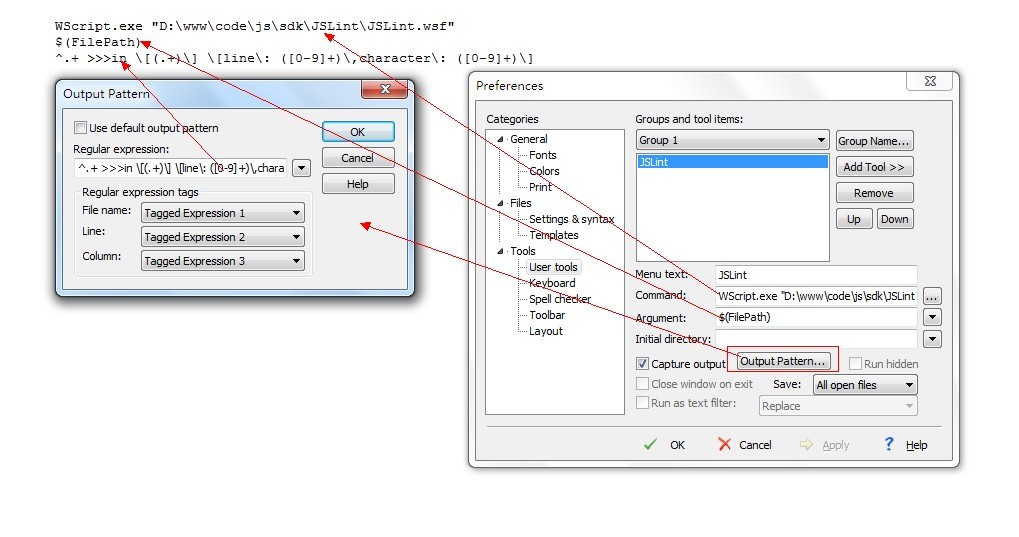 WScript.exe "D:\www\code\js\sdk\JSLint\JSLint.wsf"
$(FilePath)
^.+ >>>in \[(.+)\] \[line\: ([0-9]+)\,character\: ([0-9]+)\]
Output Pattern
Use default output pattern
Regular expression:
^.+ >>>in \[(.+)\] \[line\: ([0-9]+)\,chara
Regular expression tags
File name: Tagged Expression 1
Line: Tagged Expression 2
Column: Tagged Expression 3
OK
Cancel
Help
Preferences
Categories
General
Fonts
Colors
Print
Files
Settings & syntax
Templates
Tools
User tools
Keyboard
Spell checker
Toolbar
Layout
Groups and tool items:
Group 1
Group Name...
JSLint
Add Tool >>
Remove
Up Down
Menu text: JSLint
Command: WScript.exe "D:\www\code\js\sdk\JSLint ...
Argument: $(FilePath)
Initial directory:
Capture output Output Pattern... Run hidden
Close window on exit Save: All open files
Run as text filter: Replace
OK Cancel Apply Help